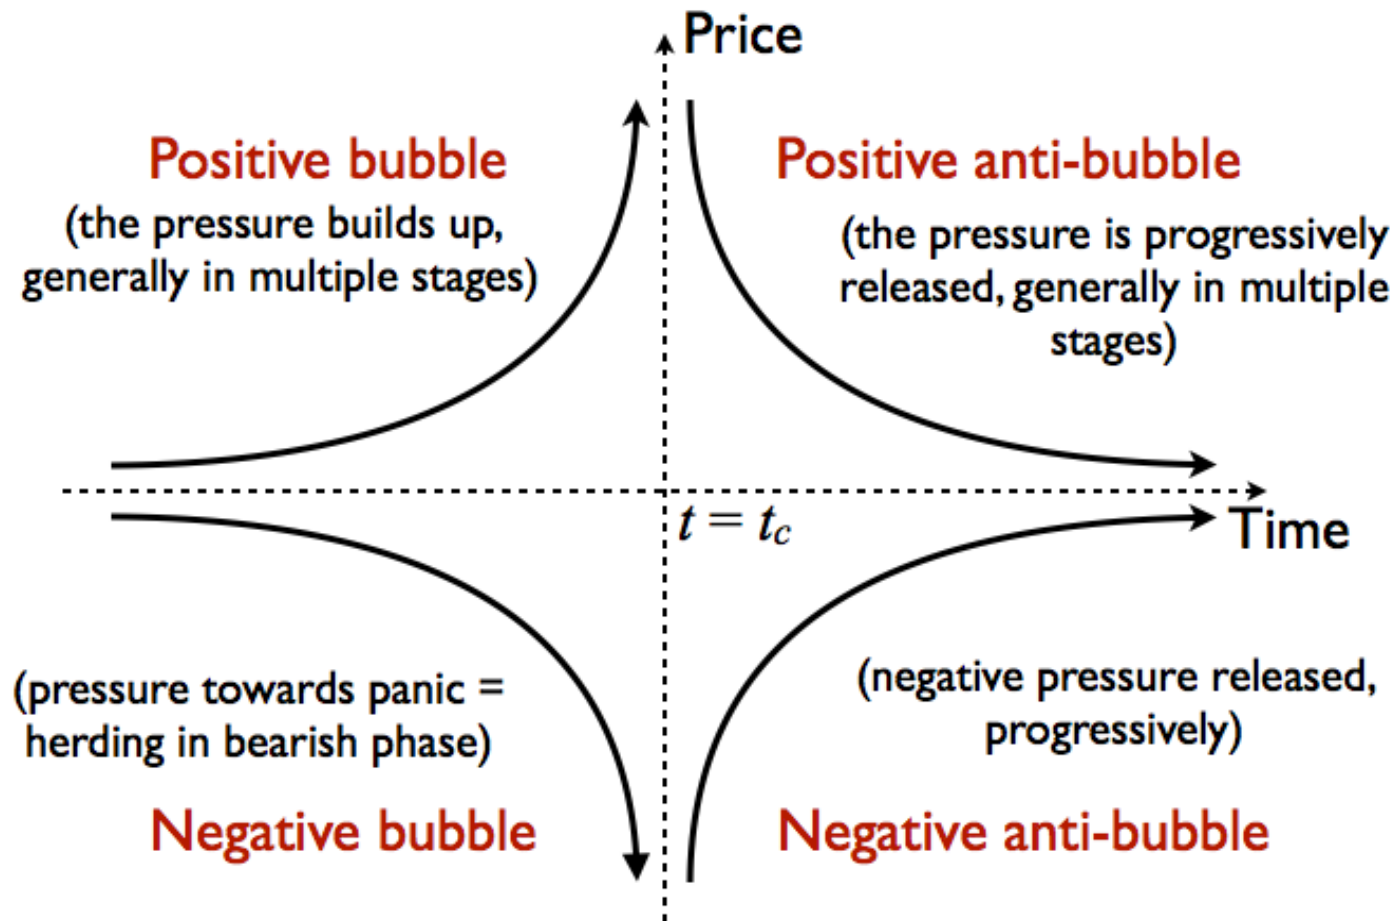 Price
Positive bubble
(the pressure builds up,
generally in multiple stages)
Positive anti-bubble
(the pressure is progressively
released, generally in multiple
stages)
t = t_c
Time
(pressure towards panic =
herding in bearish phase)
Negative bubble
(negative pressure released,
progressively)
Negative anti-bubble